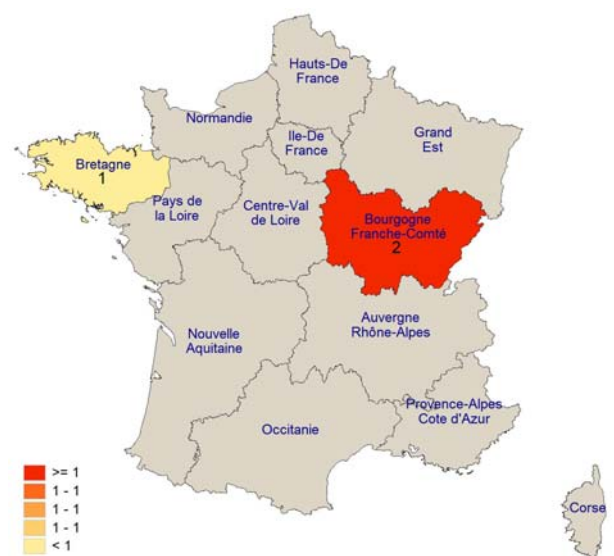 Hauts-De
France
Normandie
Ile-De
France
Grand
Est
Bretagne
1
Pays de
la Loire
Centre-Val
de Loire
Bourgogne
Franche-Comté
2
Auvergne
Rhône-Alpes
Nouvelle
Aquitaine
Provence-Alpes
Cote d'Azur
Occitanie
Corse
>= 1
1 - 1
1 - 1
1 - 1
< 1